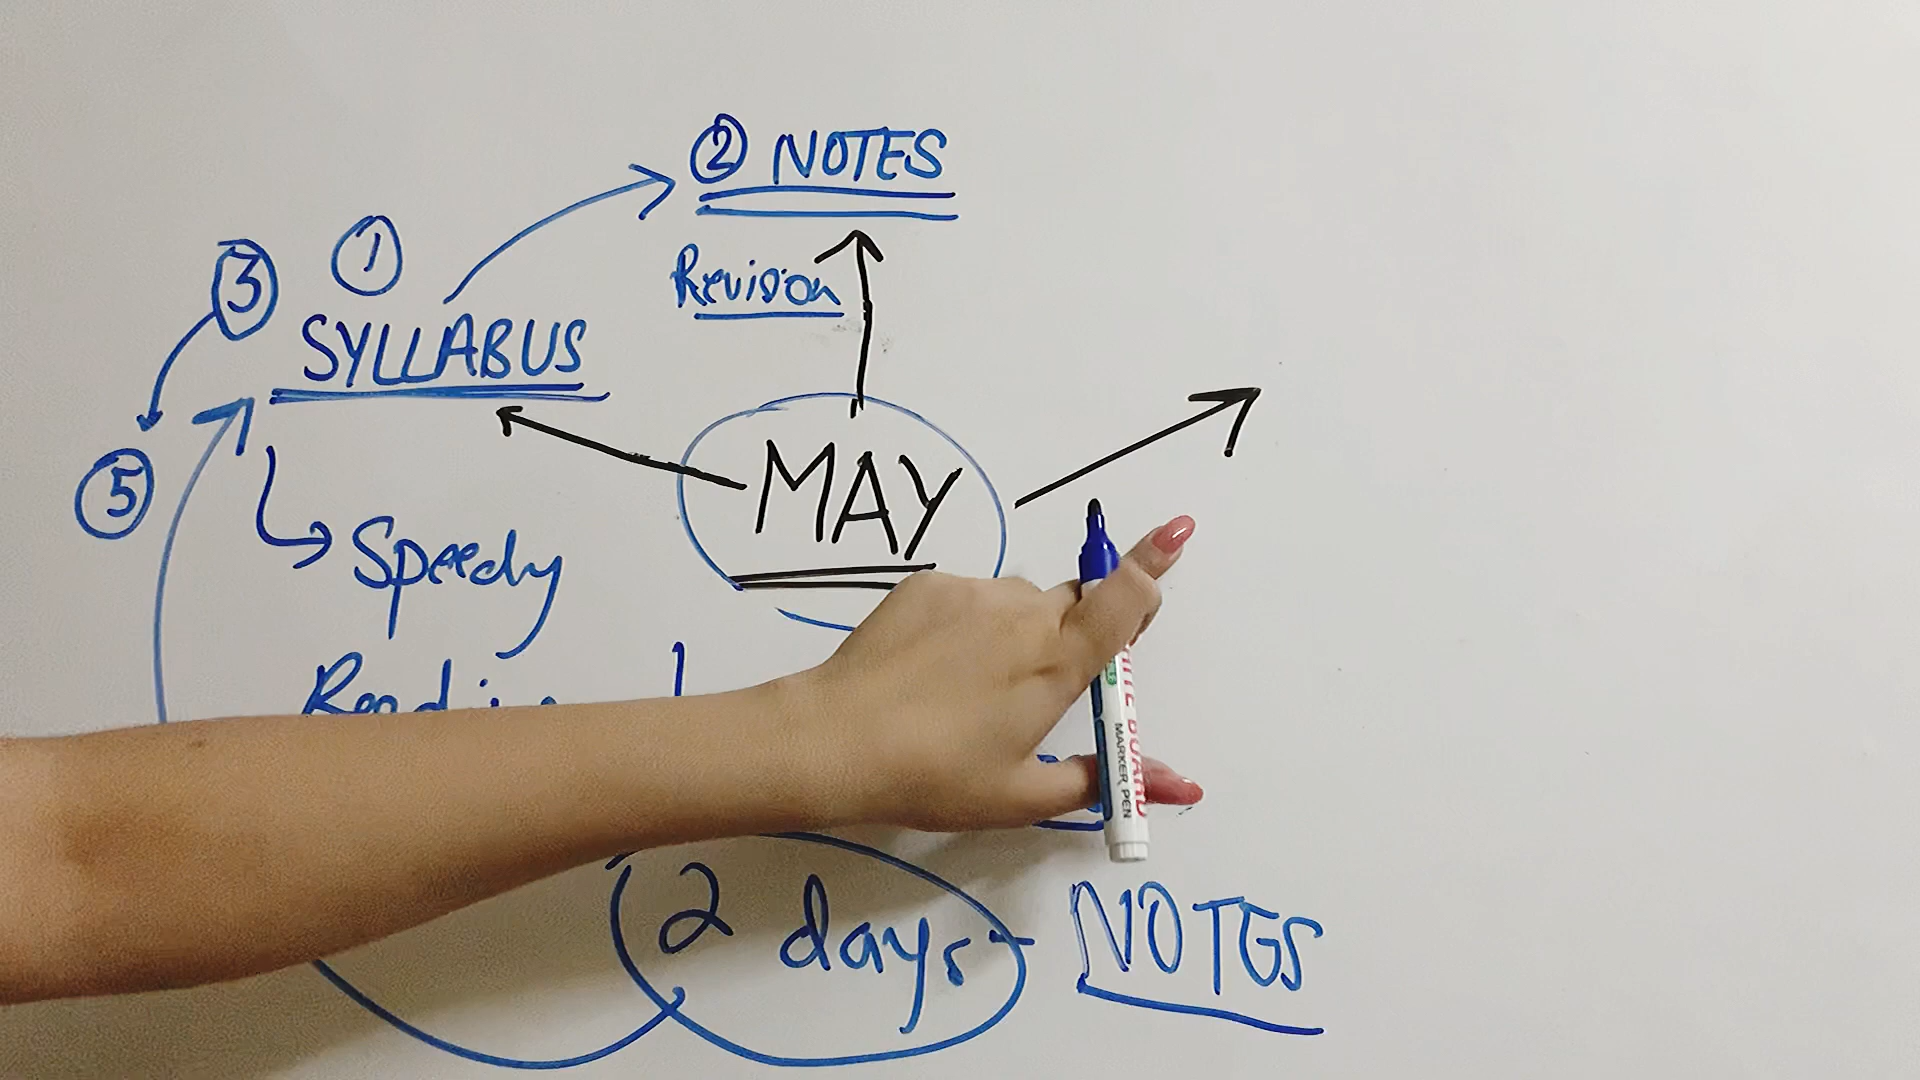 ② NOTES
Revision
①
③
SYLLABUS
⑤
MAY
Speedy
MARKER PEN
2 days - NOTES